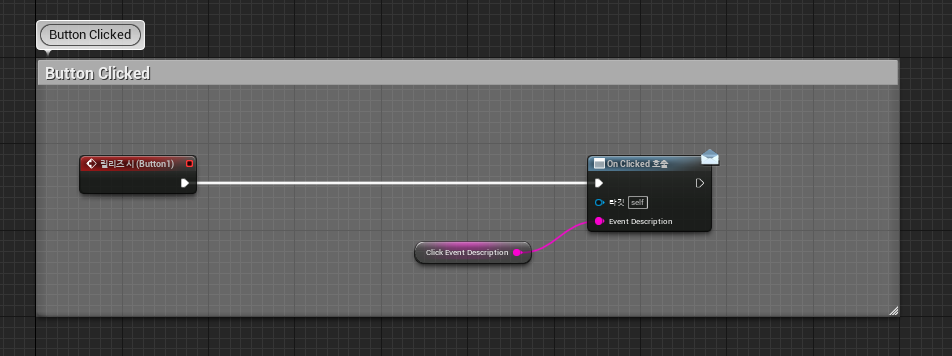 Button Clicked
Button Clicked
릴리즈 시 (Button1)
On Clicked 호출
타깃 self
Event Description
Click Event Description